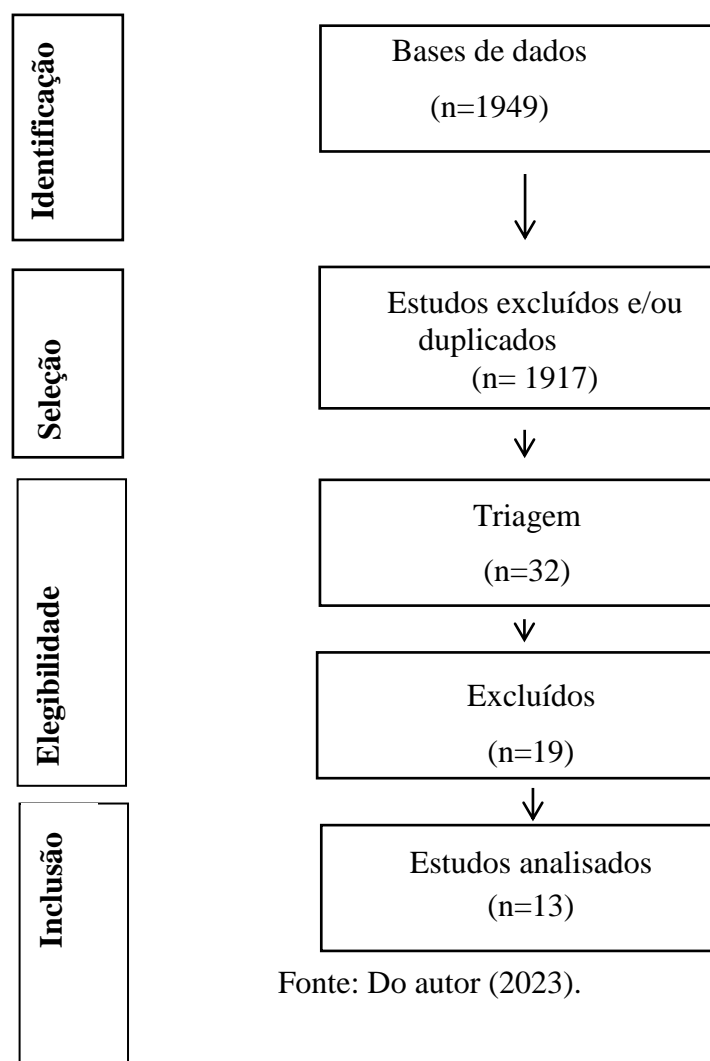 Identificação
Bases de dados
(n=1949)
Seleção
Estudos excluídos e/ou
duplicados
(n= 1917)
Elegibilidade
Triagem
(n=32)
Excluídos
(n=19)
Inclusão
Estudos analisados
(n=13)
Fonte: Do autor (2023).